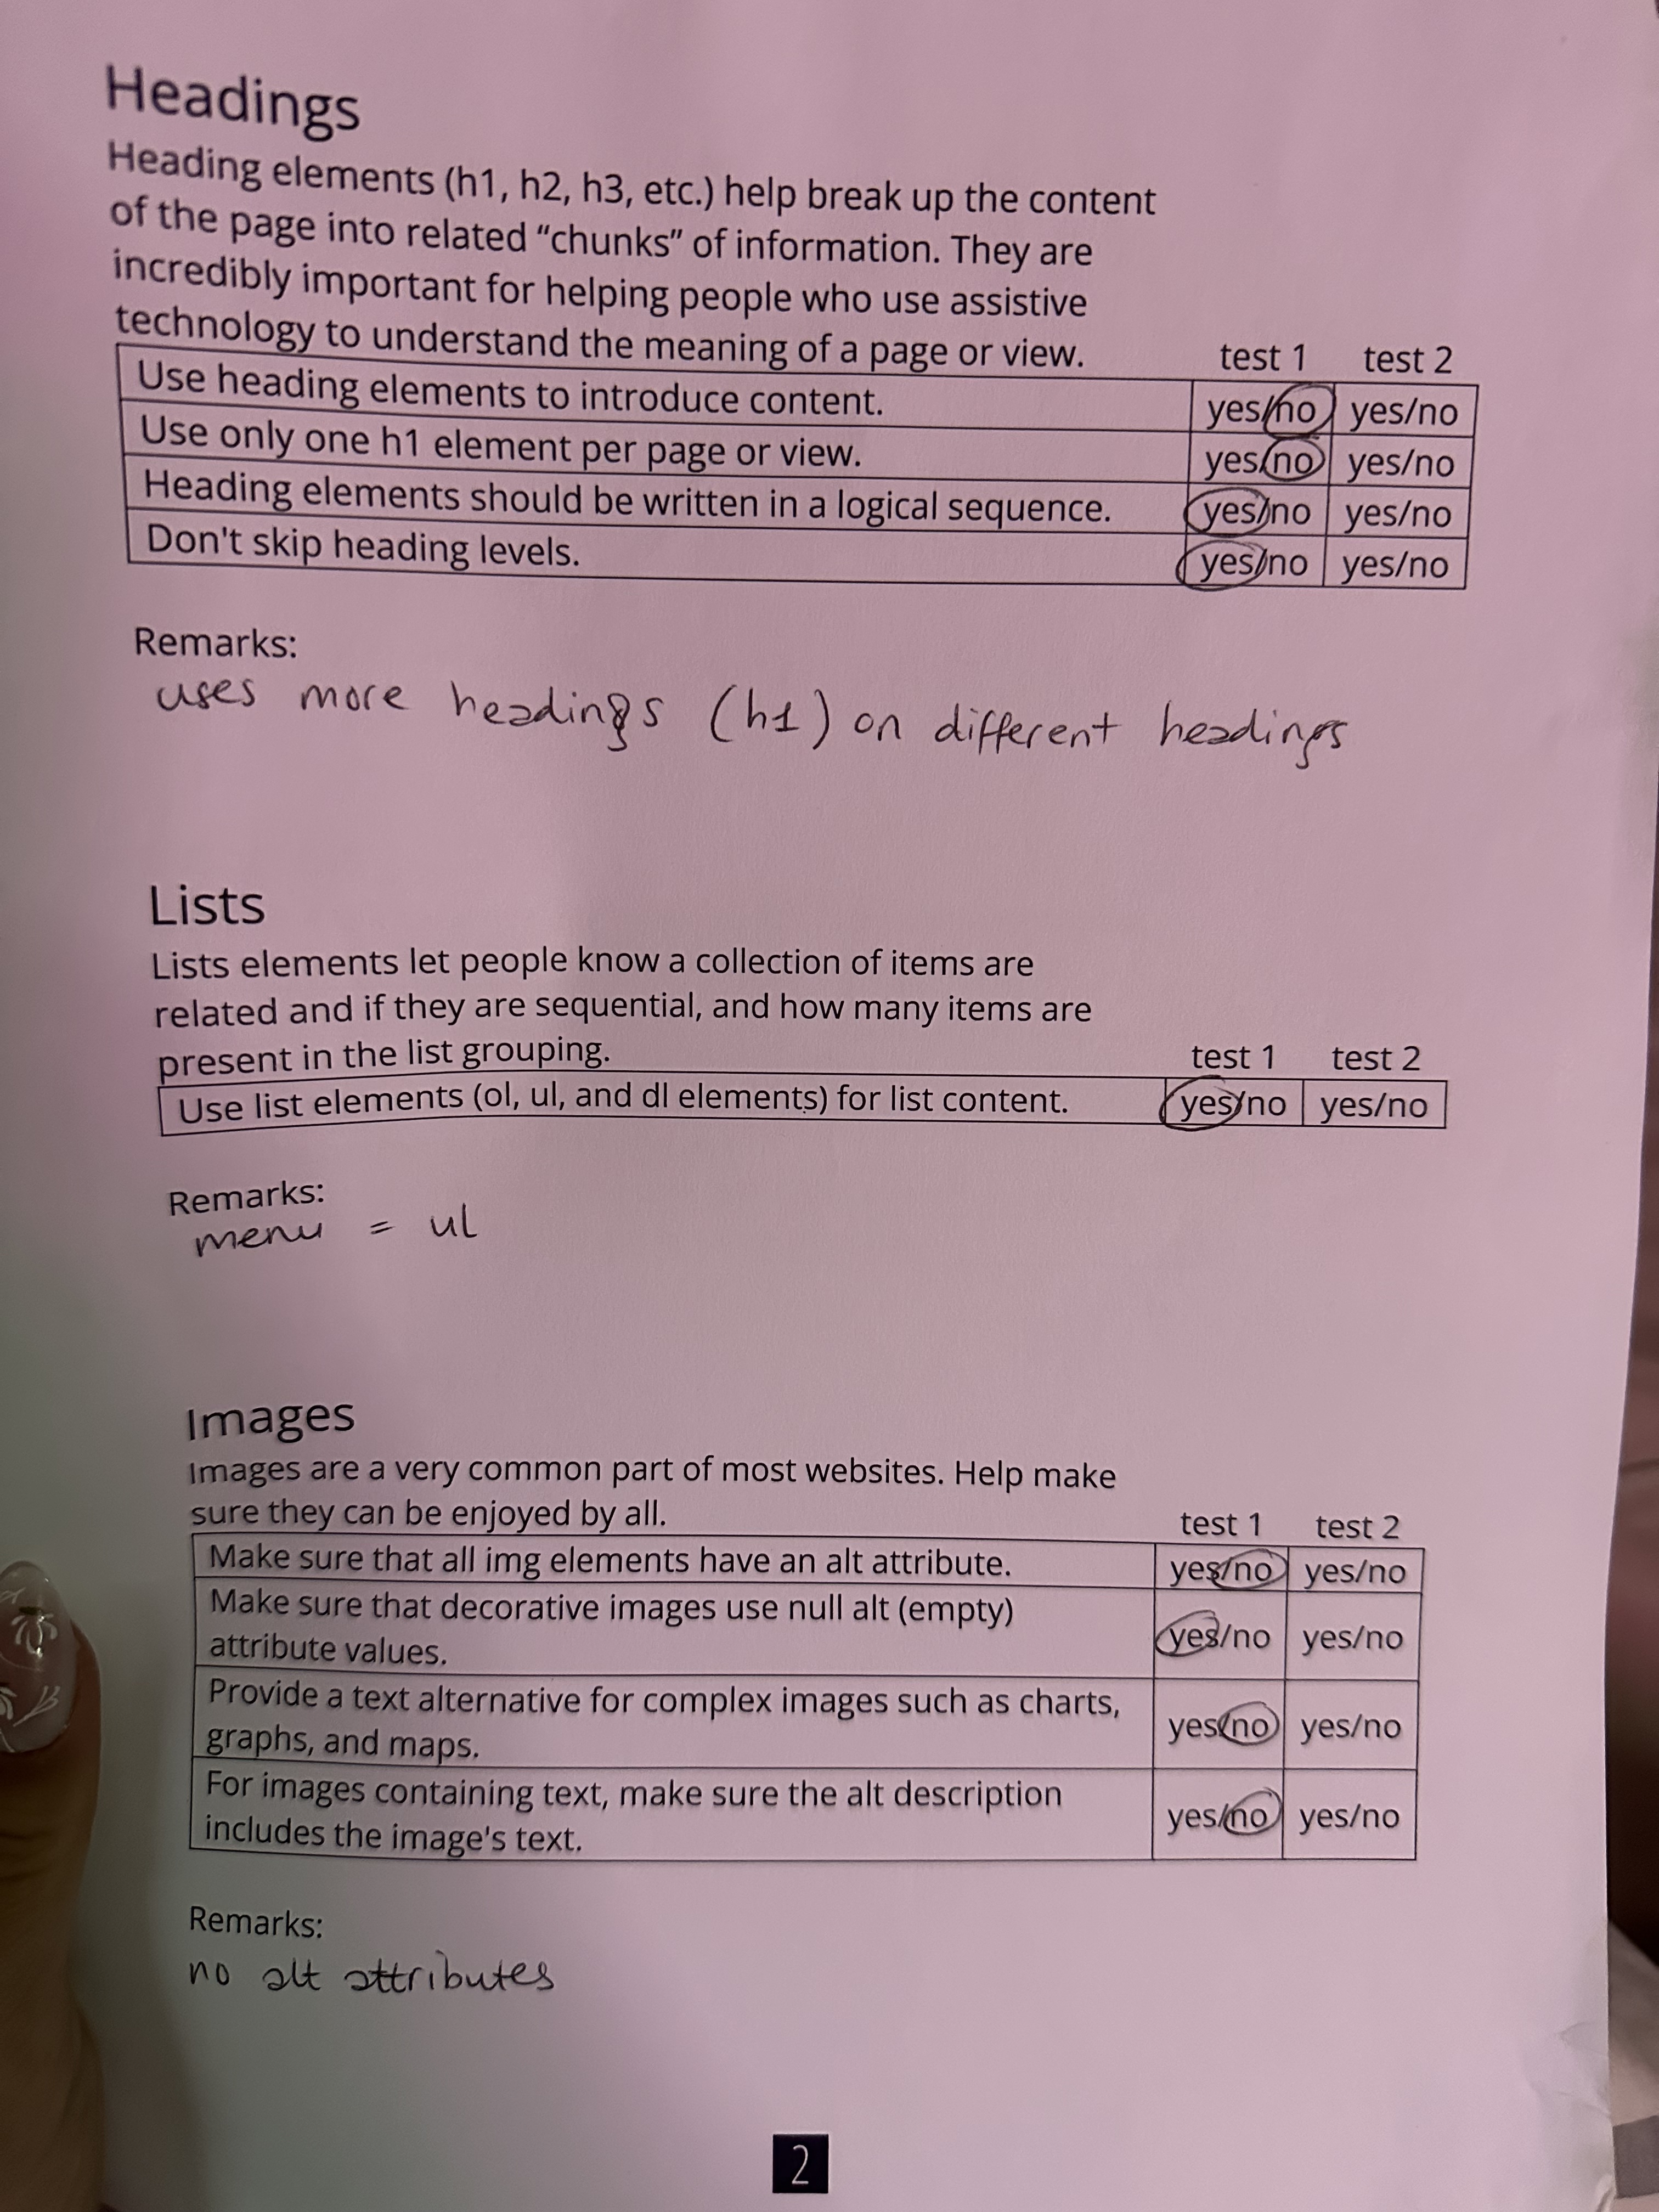 Headings
Heading elements (h1, h2, h3, etc.) help break up the content
of the page into related “chunks” of information. They are
incredibly important for helping people who use assistive
technology to understand the meaning of a page or view. test 1 test 2
Use heading elements to introduce content. yes/no yes/no
Use only one h1 element per page or view. yes/no yes/no
Heading elements should be written in a logical sequence. yes/no yes/no
Don't skip heading levels. yes/no yes/no
Remarks:
uses more headings (h1) on different headings
Lists
Lists elements let people know a collection of items are
related and if they are sequential, and how many items are
present in the list grouping. test 1 test 2
Use list elements (ol, ul, and dl elements) for list content. yes/no yes/no
Remarks:
menu = ul
Images
Images are a very common part of most websites. Help make
sure they can be enjoyed by all. test 1 test 2
Make sure that all img elements have an alt attribute. yes/no yes/no
Make sure that decorative images use null alt (empty)
attribute values. yes/no yes/no
Provide a text alternative for complex images such as charts,
graphs, and maps. yes/no yes/no
For images containing text, make sure the alt description
includes the image's text. yes/no yes/no
Remarks:
no alt attributes
2